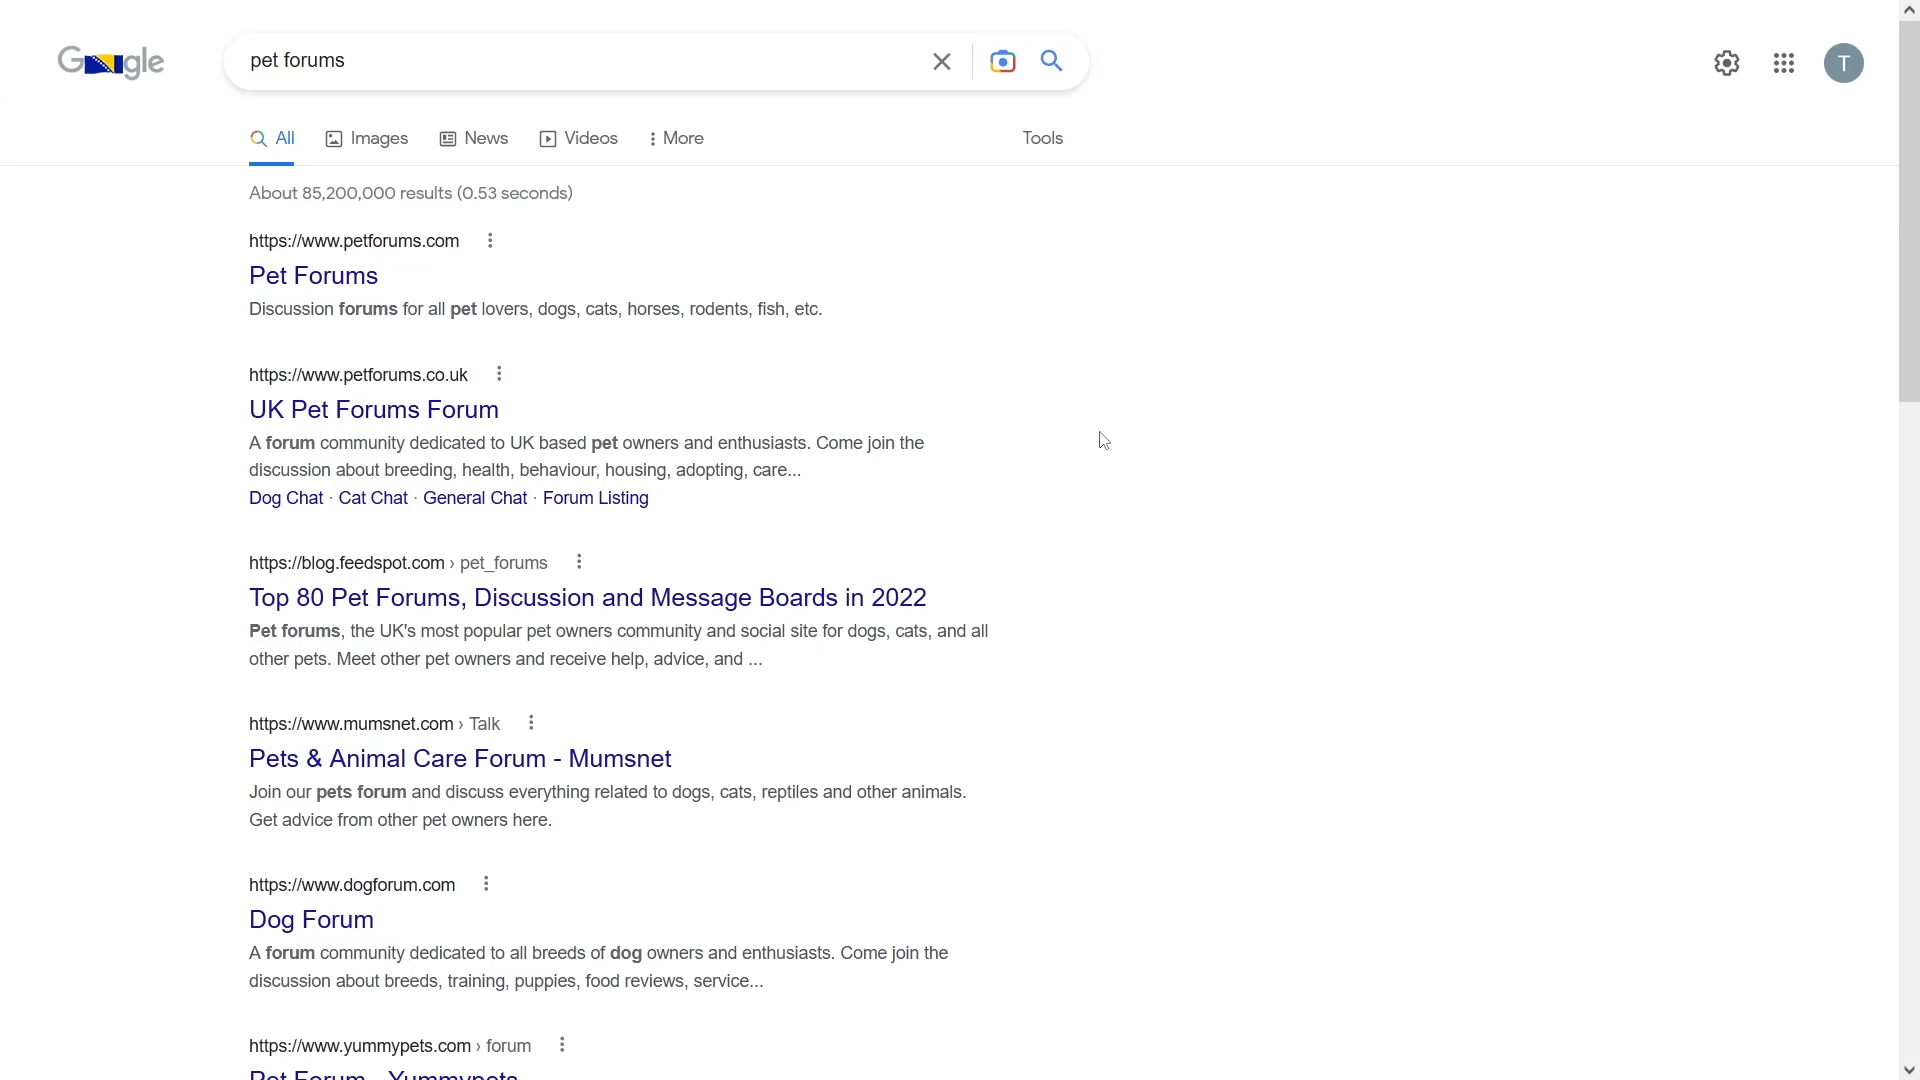 Google
pet forums
T
All
Images
News
Videos
More
Tools
About 85,200,000 results (0.53 seconds)
https://www.petforums.com
Pet Forums
Discussion forums for all pet lovers, dogs, cats, horses, rodents, fish, etc.
https://www.petforums.co.uk
UK Pet Forums Forum
A forum community dedicated to UK based pet owners and enthusiasts. Come join the
discussion about breeding, health, behaviour, housing, adopting, care...
Dog Chat · Cat Chat · General Chat · Forum Listing
https://blog.feedspot.com › pet_forums
Top 80 Pet Forums, Discussion and Message Boards in 2022
Pet forums, the UK's most popular pet owners community and social site for dogs, cats, and all
other pets. Meet other pet owners and receive help, advice, and ...
https://www.mumsnet.com › Talk
Pets & Animal Care Forum - Mumsnet
Join our pets forum and discuss everything related to dogs, cats, reptiles and other animals.
Get advice from other pet owners here.
https://www.dogforum.com
Dog Forum
A forum community dedicated to all breeds of dog owners and enthusiasts. Come join the
discussion about breeds, training, puppies, food reviews, service...
https://www.yummypets.com › forum
Pet Forum - Yummypets